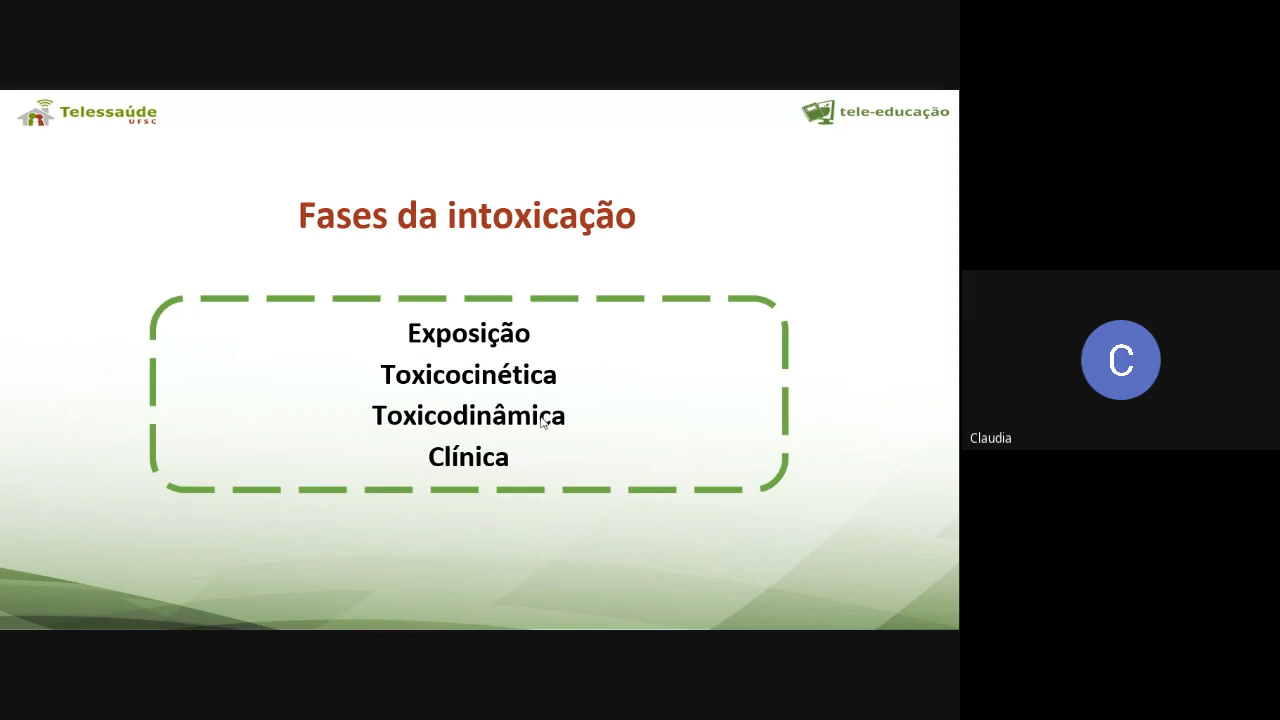 Telessaúde
UFSC
tele-educação
Fases da intoxicação
Exposição
Toxicocinética
Toxicodinâmica
Clínica
C
Claudia